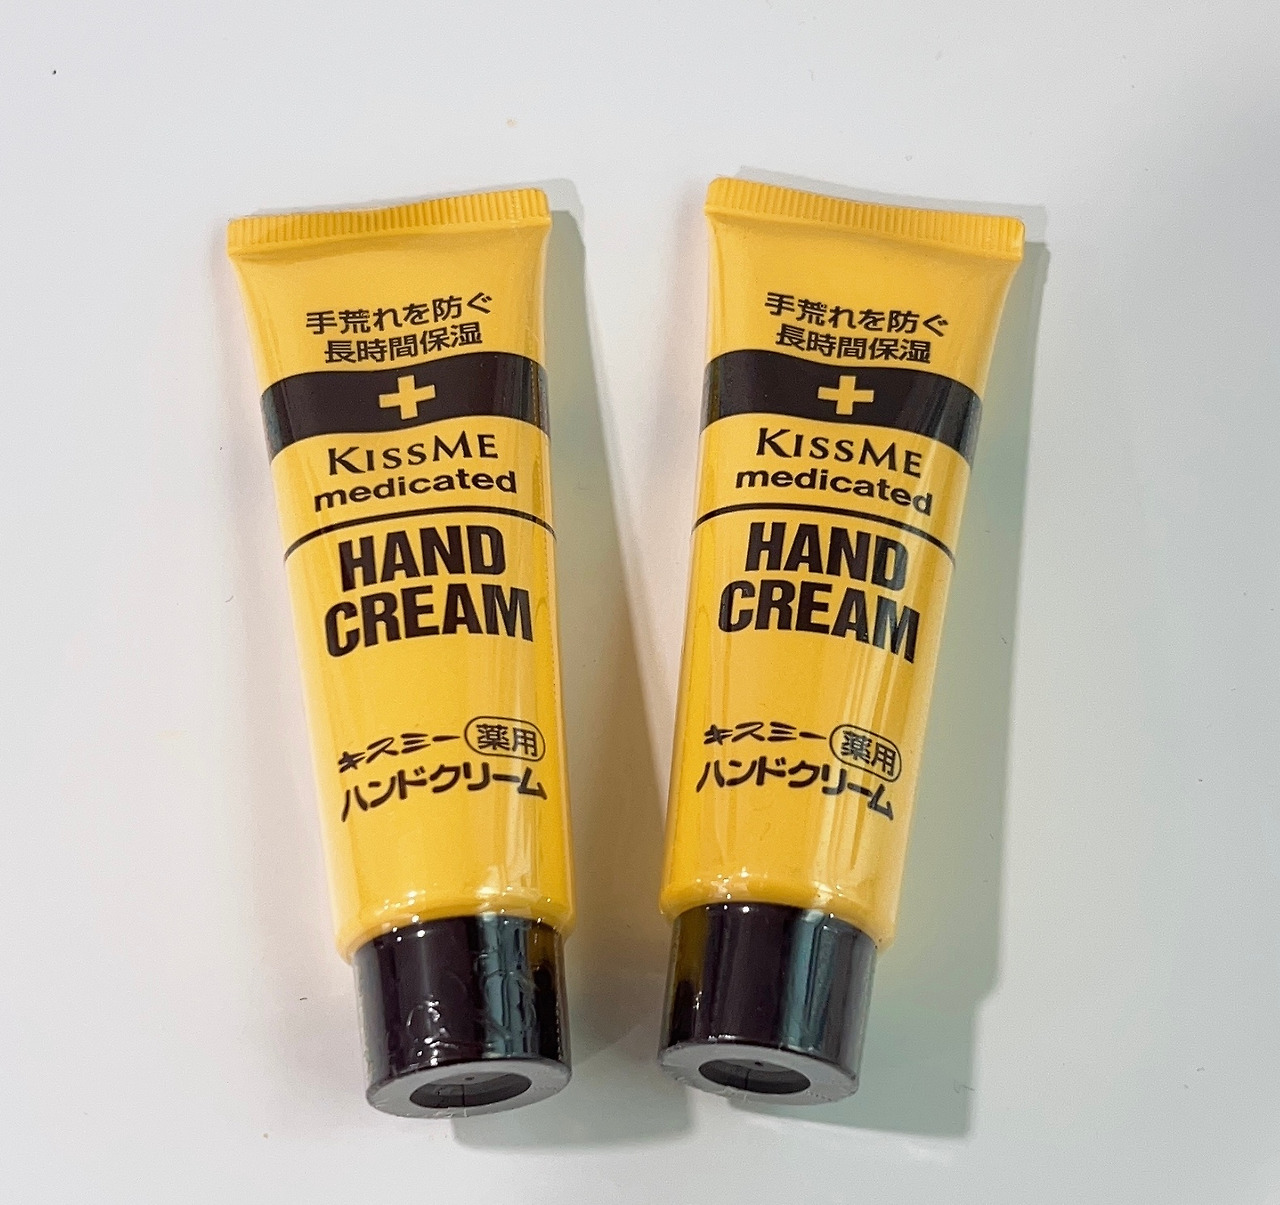 手荒れを防ぐ
長時間保湿
KISSME
medicated
HAND
CREAM
キスミー 薬用
ハンドクリーム
手荒れを防ぐ
長時間保湿
KISSME
medicated
HAND
CREAM
キスミー 薬用
ハンドクリーム